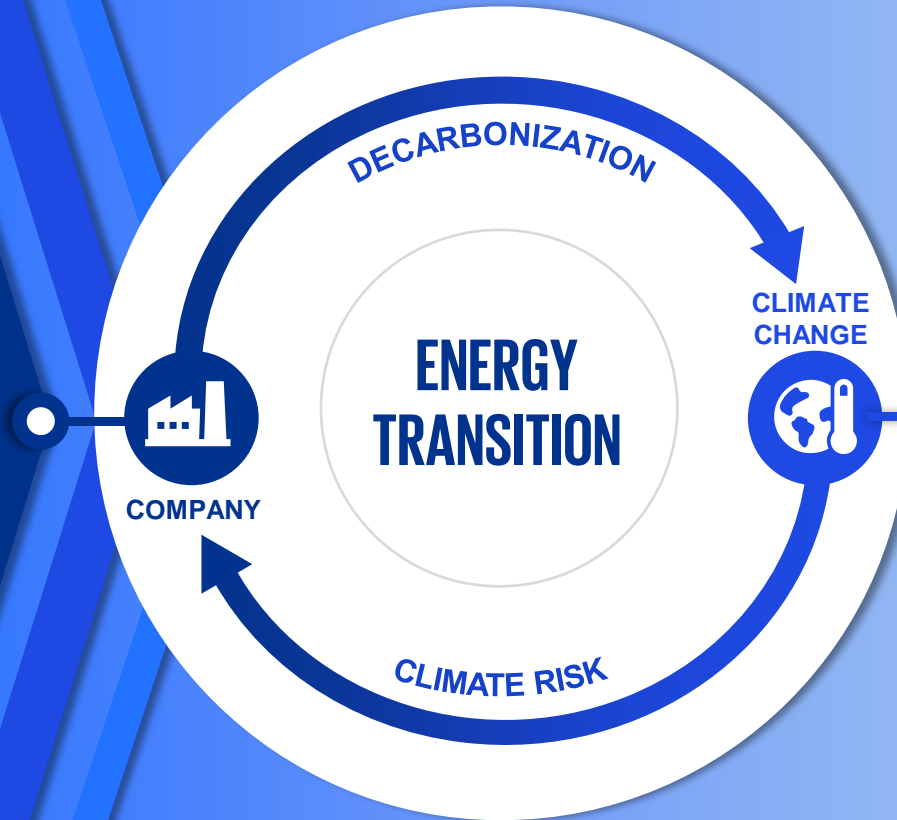 DECARBONIZATION
CLIMATE
CHANGE
ENERGY
TRANSITION
COMPANY
CLIMATE RISK